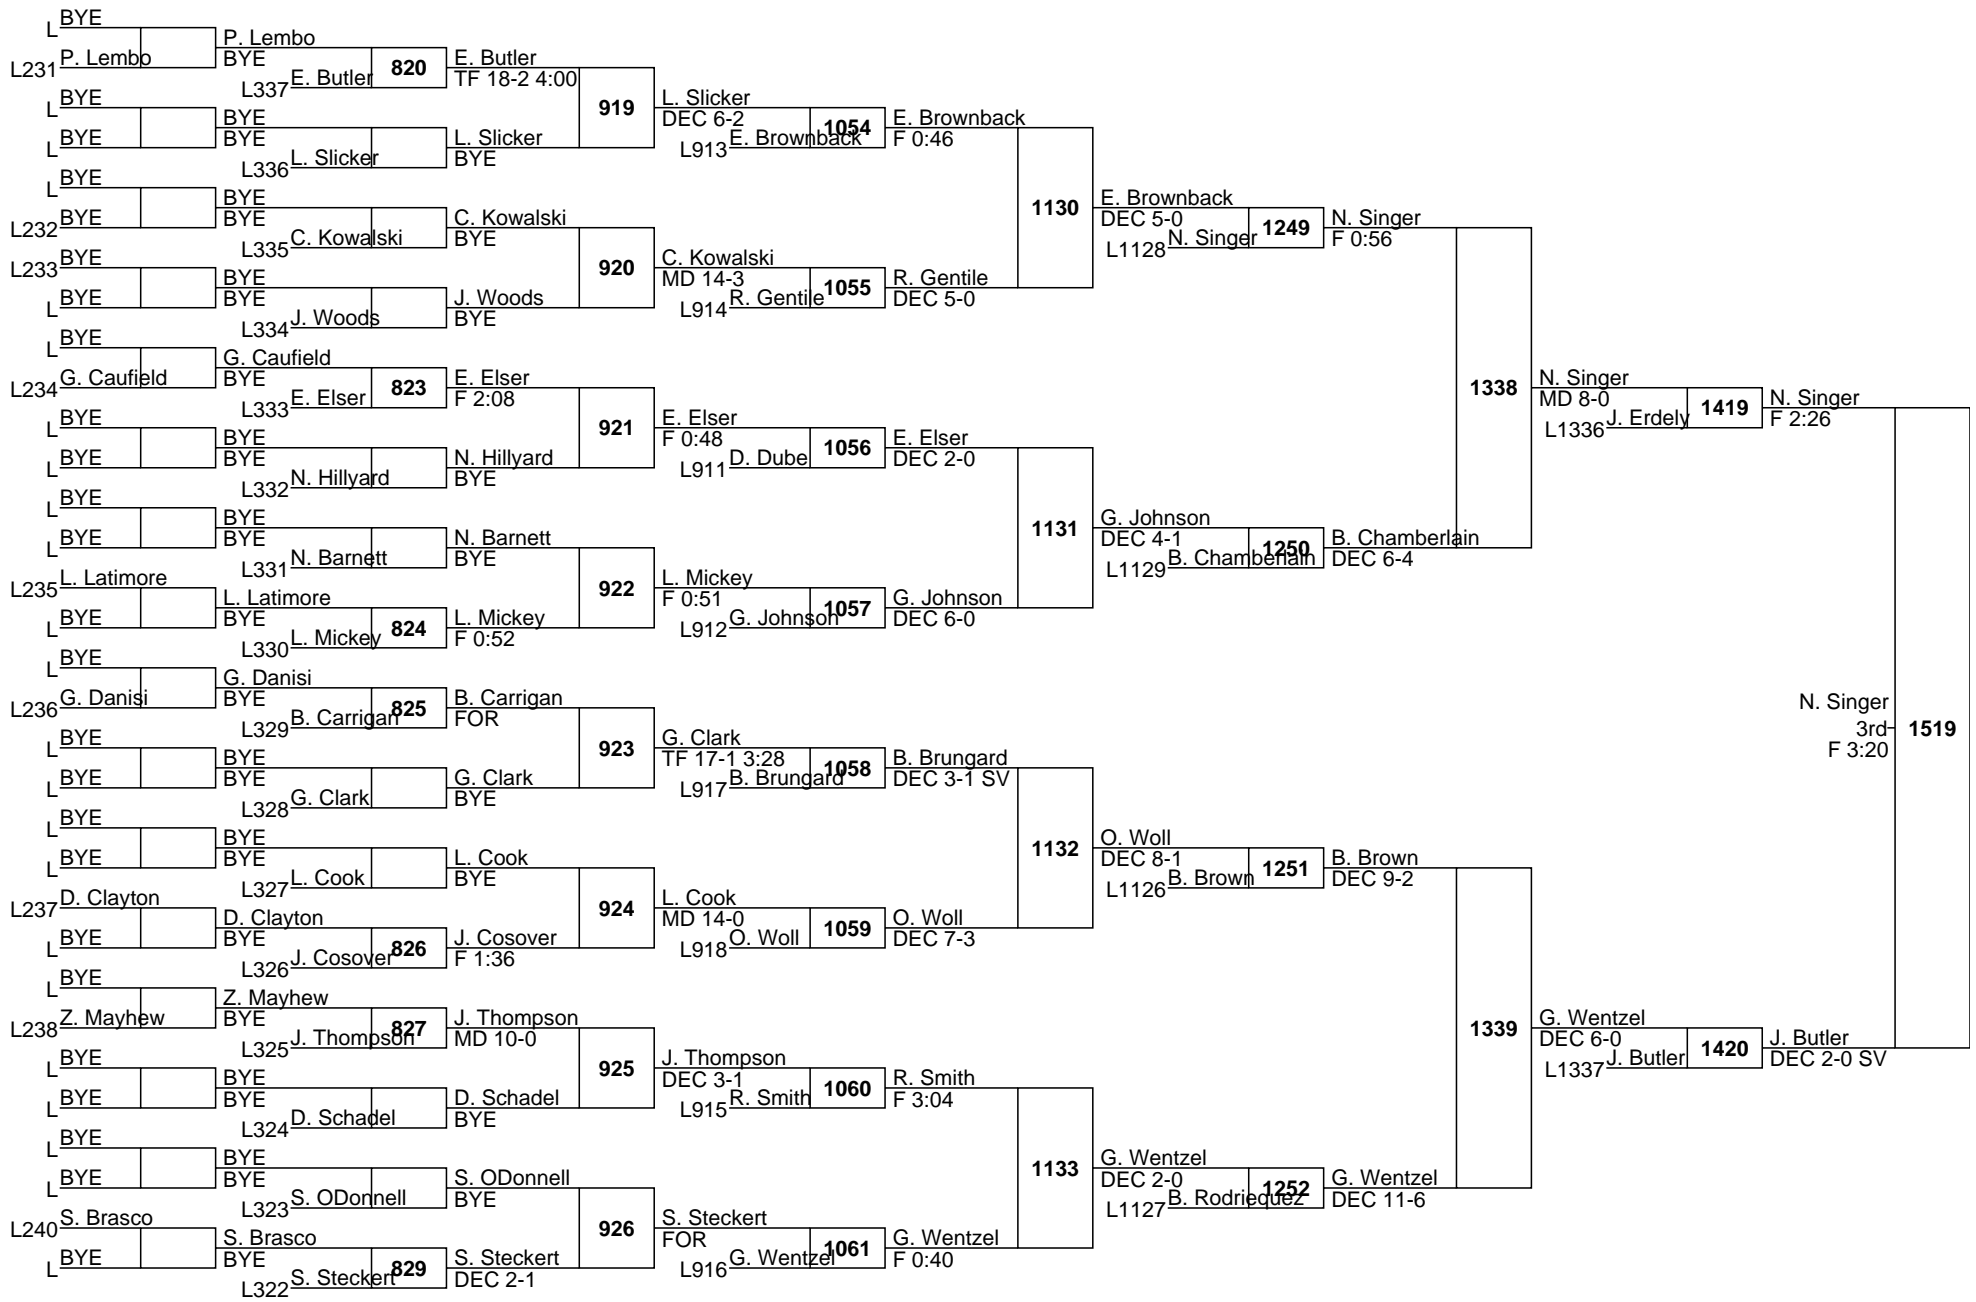 BYE
L
P. Lembo
L231 P. Lembo
BYE
820
E. Butler
L337 E. Butler
TF 18-2 4:00
BYE
L
919
L. Slicker
DEC 6-2
BYE
L
BYE
BYE
L336 L. Slicker
L. Slicker
BYE
L913 E. Brownback
1054
E. Brownback
F 0:46
BYE
L
BYE
L232 BYE
BYE
L335 C. Kowalski
C. Kowalski
BYE
1130
E. Brownback
DEC 5-0
L1128 N. Singer
1249
N. Singer
F 0:56
L233 BYE
920
C. Kowalski
MD 14-3
L914 R. Gentile
1055
R. Gentile
DEC 5-0
BYE
L
BYE
BYE
L334 J. Woods
J. Woods
BYE
BYE
L
G. Caufield
L234 G. Caufield
BYE
L333 E. Elser
823
E. Elser
F 2:08
1338
N. Singer
MD 8-0
L1336 J. Erdely
1419
N. Singer
F 2:26
BYE
L
921
E. Elser
F 0:48
L911 D. Dube
1056
E. Elser
DEC 2-0
BYE
L
BYE
BYE
L332 N. Hillyard
N. Hillyard
BYE
BYE
L
BYE
L
BYE
BYE
L331 N. Barnett
N. Barnett
BYE
1131
G. Johnson
DEC 4-1
L1129 B. Chamberlain
1250
B. Chamberlain
DEC 6-4
L235 L. Latimore
922
L. Mickey
F 0:51
L912 G. Johnson
1057
G. Johnson
DEC 6-0
BYE
L
L. Latimore
BYE
L330 L. Mickey
824
L. Mickey
F 0:52
BYE
L
G. Danisi
L236 G. Danisi
BYE
L329 B. Carrigan
825
B. Carrigan
FOR
N. Singer
3rd
F 3:20
1519
BYE
L
923
G. Clark
TF 17-1 3:28
L917 B. Brungard
1058
B. Brungard
DEC 3-1 SV
BYE
L
BYE
BYE
L328 G. Clark
G. Clark
BYE
BYE
L
BYE
L
BYE
BYE
L327 L. Cook
L. Cook
BYE
1132
O. Woll
DEC 8-1
L1126 B. Brown
1251
B. Brown
DEC 9-2
L237 D. Clayton
924
L. Cook
MD 14-0
L918 O. Woll
1059
O. Woll
DEC 7-3
BYE
L
D. Clayton
BYE
L326 J. Cosover
826
J. Cosover
F 1:36
BYE
L
Z. Mayhew
L238 Z. Mayhew
BYE
L325 J. Thompson
827
J. Thompson
MD 10-0
1339
G. Wentzel
DEC 6-0
L1337 J. Butler
1420
J. Butler
DEC 2-0 SV
BYE
L
925
J. Thompson
DEC 3-1
L915 R. Smith
1060
R. Smith
F 3:04
BYE
L
BYE
BYE
L324 D. Schadel
D. Schadel
BYE
BYE
L
BYE
L
BYE
BYE
L323 S. ODonnell
S. ODonnell
BYE
1133
G. Wentzel
DEC 2-0
L1127 B. Rodriequez
1252
G. Wentzel
DEC 11-6
L240 S. Brasco
926
S. Steckert
FOR
L916 G. Wentzel
1061
G. Wentzel
F 0:40
BYE
L
S. Brasco
BYE
L322 S. Steckert
829
S. Steckert
DEC 2-1